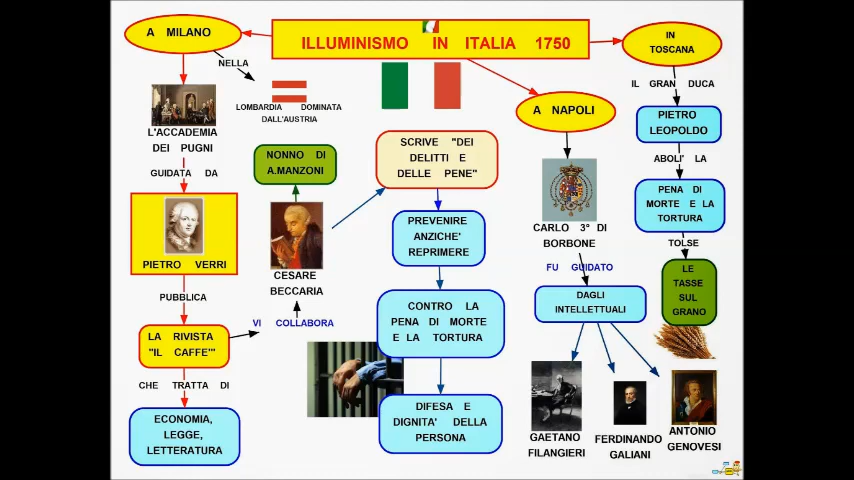 ILLUMINISMO IN ITALIA 1750
A MILANO
NELLA
LOMBARDIA DOMINATA
DALL'AUSTRIA
L'ACCADEMIA
DEI PUGNI
GUIDATA DA
PIETRO VERRI
PUBBLICA
LA RIVISTA
"IL CAFFE'"
CHE TRATTA DI
ECONOMIA,
LEGGE,
LETTERATURA
VI COLLABORA
CESARE
BECCARIA
NONNO DI
A.MANZONI
SCRIVE "DEI
DELITTI E
DELLE PENE"
PREVENIRE
ANZICHE'
REPRIMERE
CONTRO LA
PENA DI MORTE
E LA TORTURA
DIFESA E
DIGNITA' DELLA
PERSONA
A NAPOLI
CARLO 3° DI
BORBONE
FU GUIDATO
DAGLI
INTELLETTUALI
GAETANO
FILANGIERI
FERDINANDO
GALIANI
ANTONIO
GENOVESI
IN
TOSCANA
IL GRAN DUCA
PIETRO
LEOPOLDO
ABOLI' LA
PENA DI
MORTE E LA
TORTURA
TOLSE
LE
TASSE
SUL
GRANO